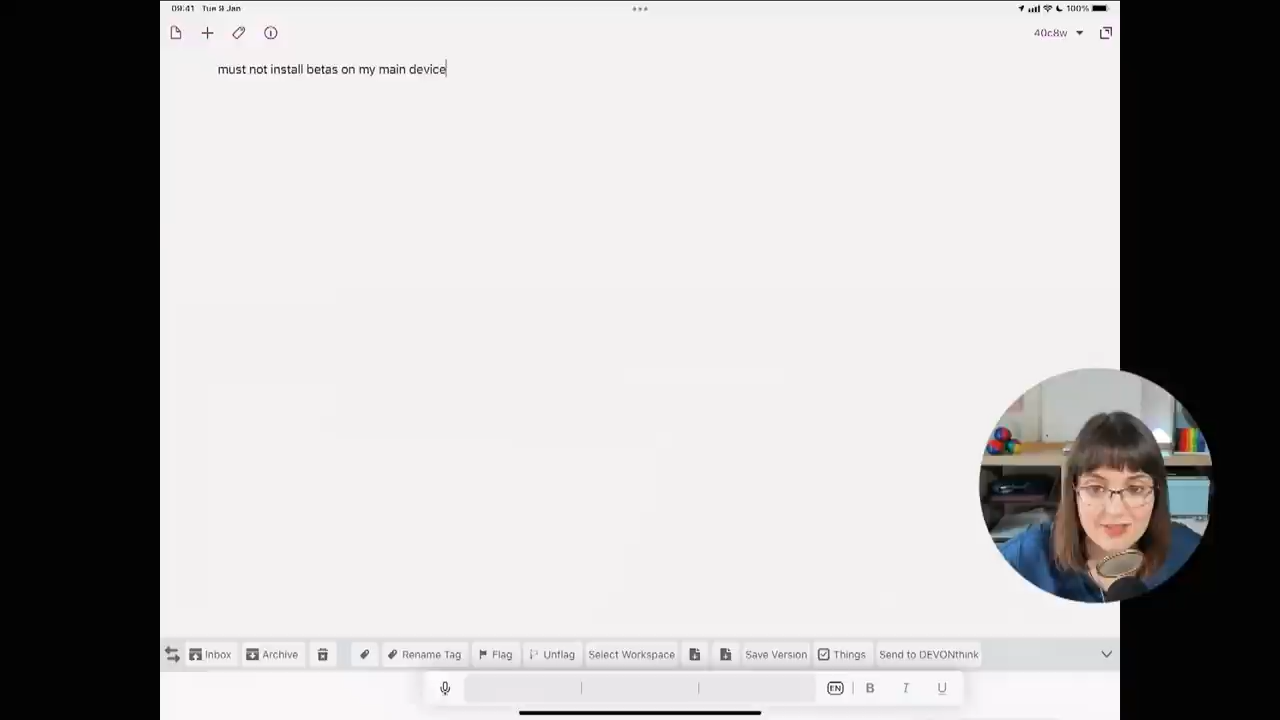 09:41 Tue 9 Jan
100%
40c8w
must not install betas on my main device
Inbox Archive Rename Tag Flag Unflag Select Workspace Save Version Things Send to DEVONthink
EN B I U